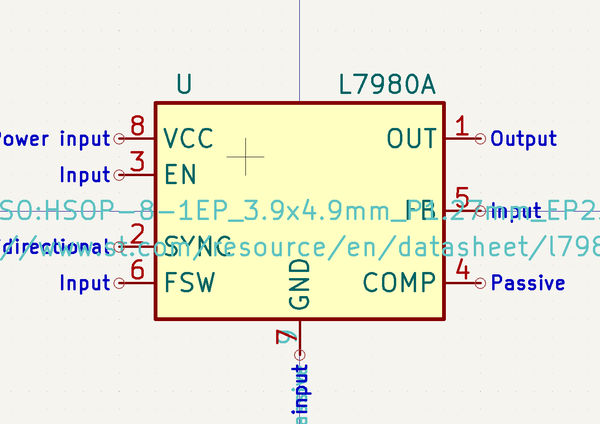 U L7980A
Power input 8 VCC OUT 1 Output
Input 3 EN
SO:HSOP-8-1EP_3.9x4.9mm_P1.27mm_EP2.
FB 5 Input
directional 2 SYNC
//www.st.com/resource/en/datasheet/l798
Input 6 FSW GND COMP 4 Passive
7
9
input